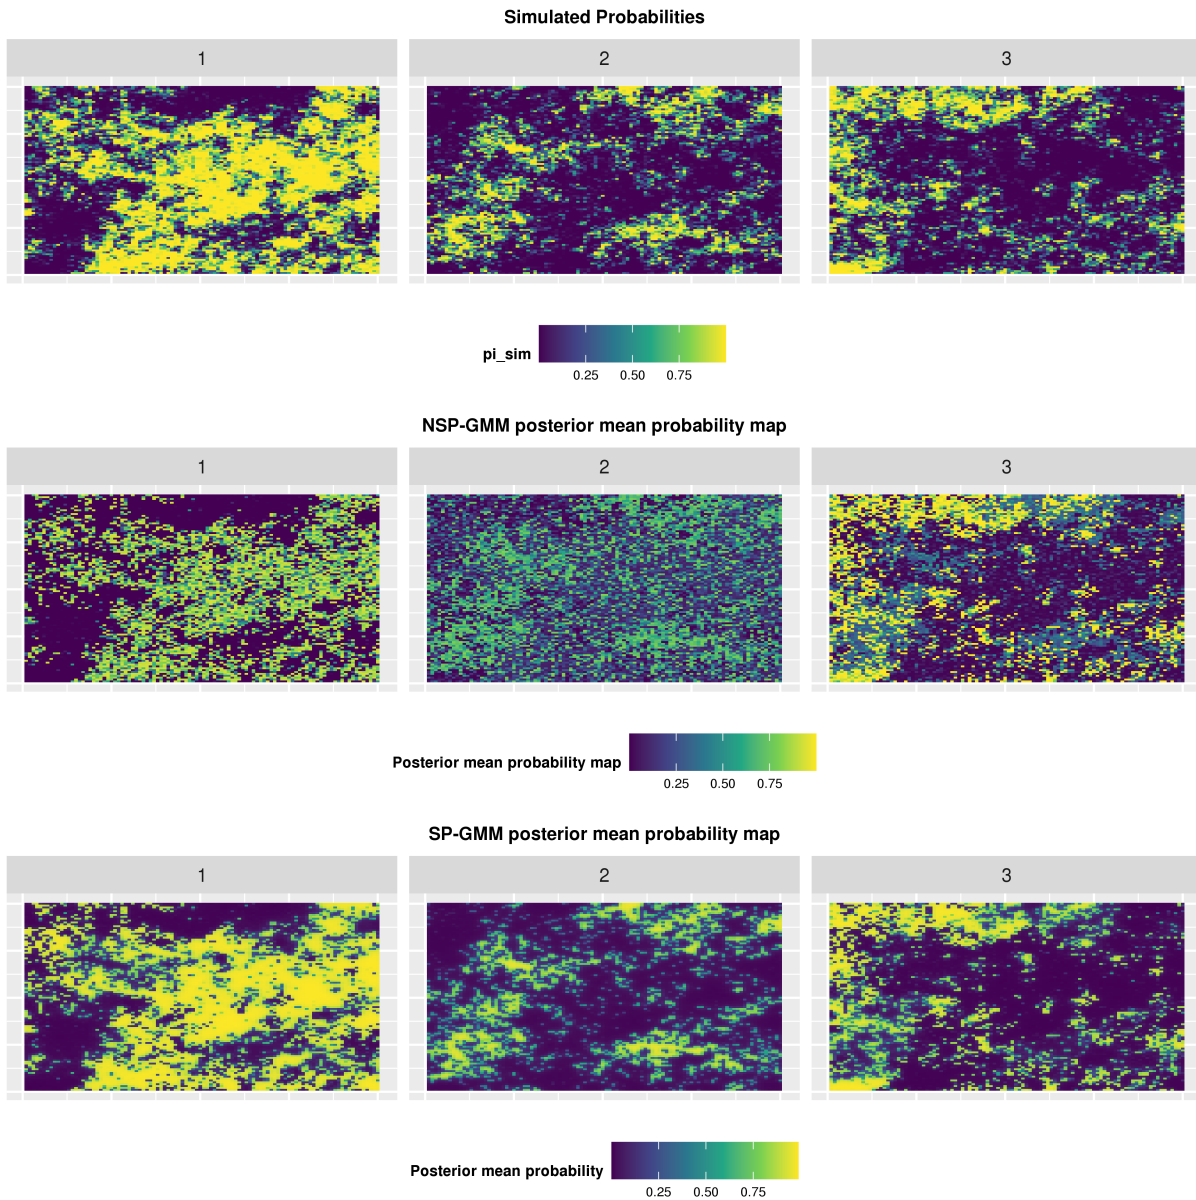 Simulated Probabilities
1 2 3
pi_sim
0.25 0.50 0.75
NSP-GMM posterior mean probability map
1 2 3
Posterior mean probability map
0.25 0.50 0.75
SP-GMM posterior mean probability map
1 2 3
Posterior mean probability
0.25 0.50 0.75